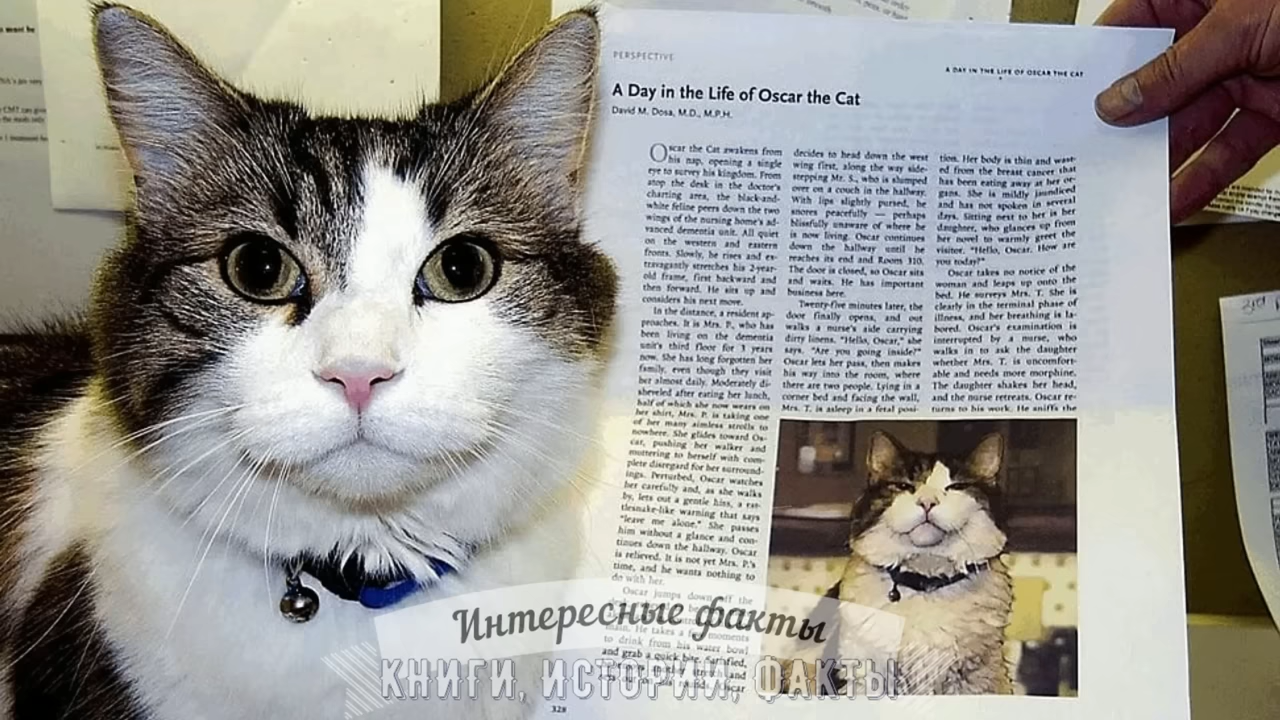 PERSPECTIVE
A DAY IN THE LIFE OF OSCAR THE CAT
A Day in the Life of Oscar the Cat
David M. Dosa, M.D., M.P.H.
Oscar the Cat awakens from
his nap, opening a single
eye to survey his kingdom. From
atop the desk in the doctor's
charting area, the black-and-
white feline peers down the two
wings of the nursing home's ad-
vanced dementia unit. All quiet
on the western and eastern
fronts. Slowly, he rises and ex-
travagantly stretches his 2-year-
old frame, first backward and
then forward. He sits up and
considers his next move.
In the distance, a resident ap-
proaches. It is Mrs. P., who has
been living on the dementia
unit's third floor for 3 years
now. She has long forgotten her
family, even though they visit
her almost daily. Moderately di-
sheveled after eating her lunch,
half of which she now wears on
her shirt, Mrs. P. is taking one
of her many aimless strolls to
nowhere. She glides toward Os-
car, pushing her walker and
muttering to herself with com-
plete disregard for her surround-
ings. Perturbed, Oscar watches
her carefully and, as she walks
by, lets out a gentle hiss, a rat-
tlesnake-like warning that says
"leave me alone." She passes
him without a glance and con-
tinues down the hallway. Oscar
is relieved. It is not yet Mrs. P.'s
time, and he wants nothing to
do with her.
Oscar jumps down off the
He takes a few moments
to drink from his water bowl
and grab a quick bite. Satisfied,
328
decides to head down the west
wing first, along the way side-
stepping Mr. S., who is slumped
over on a couch in the hallway.
With lips slightly pursed, he
snores peacefully — perhaps
blissfully unaware of where he
is now living. Oscar continues
down the hallway until he
reaches its end and Room 310.
The door is closed, so Oscar sits
and waits. He has important
business here.
Twenty-five minutes later, the
door finally opens, and out
walks a nurse's aide carrying
dirty linens. "Hello, Oscar," she
says. "Are you going inside?"
Oscar lets her pass, then makes
his way into the room, where
there are two people. Lying in a
corner bed and facing the wall,
Mrs. T. is asleep in a fetal posi-
tion. Her body is thin and wast-
ed from the breast cancer that
has been eating away at her or-
gans. She is mildly jaundiced
and has not spoken in several
days. Sitting next to her is her
daughter, who glances up from
her novel to warmly greet the
visitor. "Hello, Oscar. How are
you today?"
Oscar takes no notice of the
woman and leaps up onto the
bed. He surveys Mrs. T. She is
clearly in the terminal phase of
illness, and her breathing is la-
bored. Oscar's examination is
interrupted by a nurse, who
walks in to ask the daughter
whether Mrs. T. is uncomfort-
able and needs more morphine.
The daughter shakes her head,
and the nurse retreats. Oscar re-
turns to his work. He sniffs the
Интересные факты
КНИГИ, ИСТОРИИ, ФАКТЫ